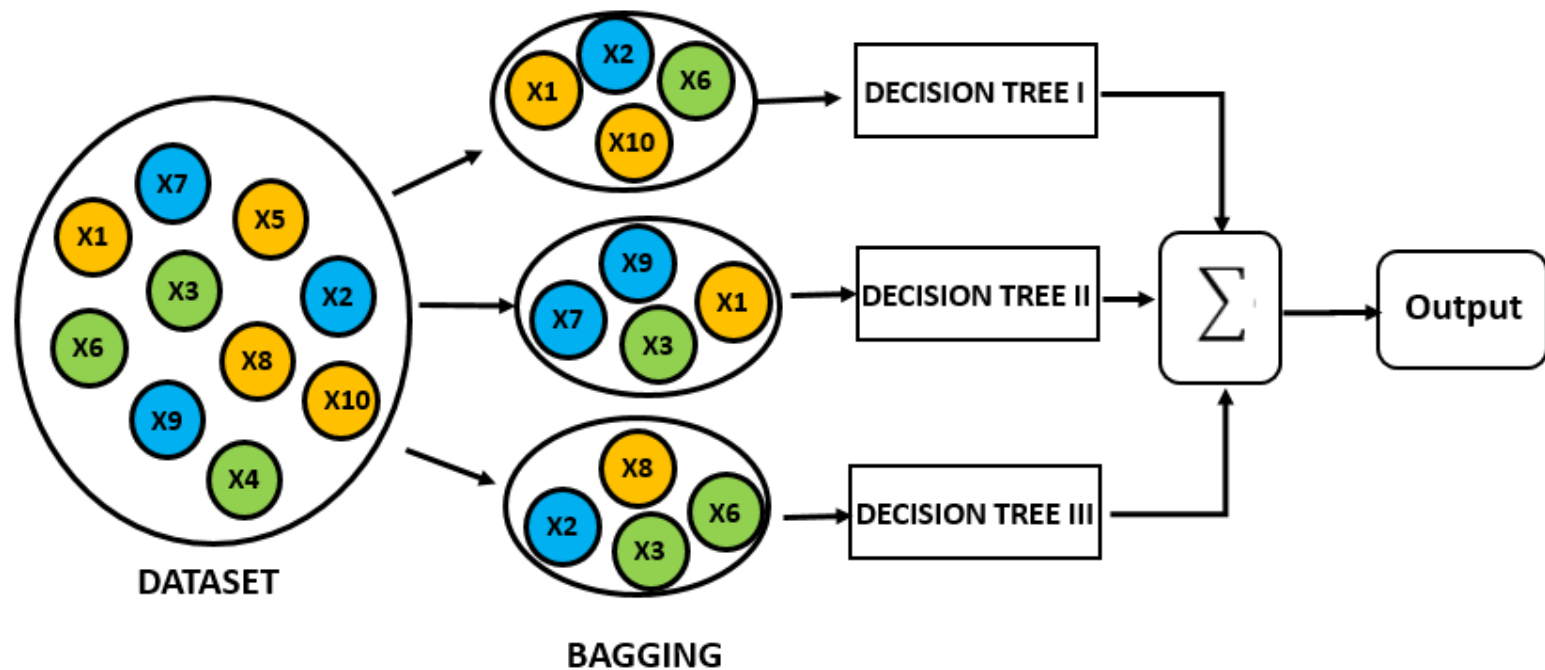 X7
X5
X1
X3
X2
X6
X8
X10
X9
X4
DATASET
X2
X1
X6
X10
X9
X1
X7
X3
X8
X2
X6
X3
BAGGING
DECISION TREE I
DECISION TREE II
DECISION TREE III
∑
Output